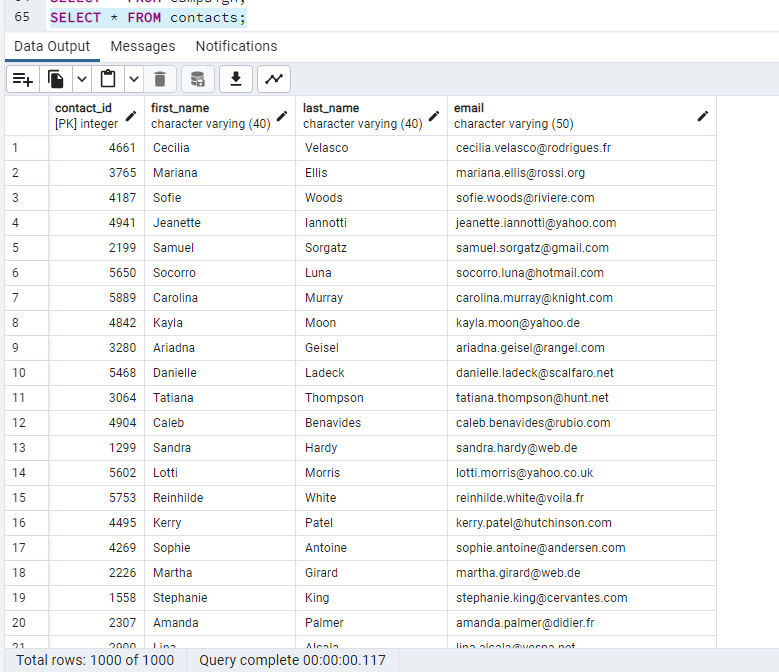 SELECT * FROM campaign;
65 SELECT * FROM contacts;
Data Output Messages Notifications
contact_id first_name last_name email
[PK] integer character varying (40) character varying (40) character varying (50)
1 4661 Cecilia Velasco cecilia.velasco@rodrigues.fr
2 3765 Mariana Ellis mariana.ellis@rossi.org
3 4187 Sofie Woods sofie.woods@riviere.com
4 4941 Jeanette Iannotti jeanette.iannotti@yahoo.com
5 2199 Samuel Sorgatz samuel.sorgatz@gmail.com
6 5650 Socorro Luna socorro.luna@hotmail.com
7 5889 Carolina Murray carolina.murray@knight.com
8 4842 Kayla Moon kayla.moon@yahoo.de
9 3280 Ariadna Geisel ariadna.geisel@rangel.com
10 5468 Danielle Ladeck danielle.ladeck@scalfaro.net
11 3064 Tatiana Thompson tatiana.thompson@hunt.net
12 4904 Caleb Benavides caleb.benavides@rubio.com
13 1299 Sandra Hardy sandra.hardy@web.de
14 5602 Lotti Morris lotti.morris@yahoo.co.uk
15 5753 Reinhilde White reinhilde.white@voila.fr
16 4495 Kerry Patel kerry.patel@hutchinson.com
17 4269 Sophie Antoine sophie.antoine@andersen.com
18 2226 Martha Girard martha.girard@web.de
19 1558 Stephanie King stephanie.king@cervantes.com
20 2307 Amanda Palmer amanda.palmer@didier.fr
21 2900 Lina Alcala lina.alcala@vespa.net
Total rows: 1000 of 1000 Query complete 00:00:00.117